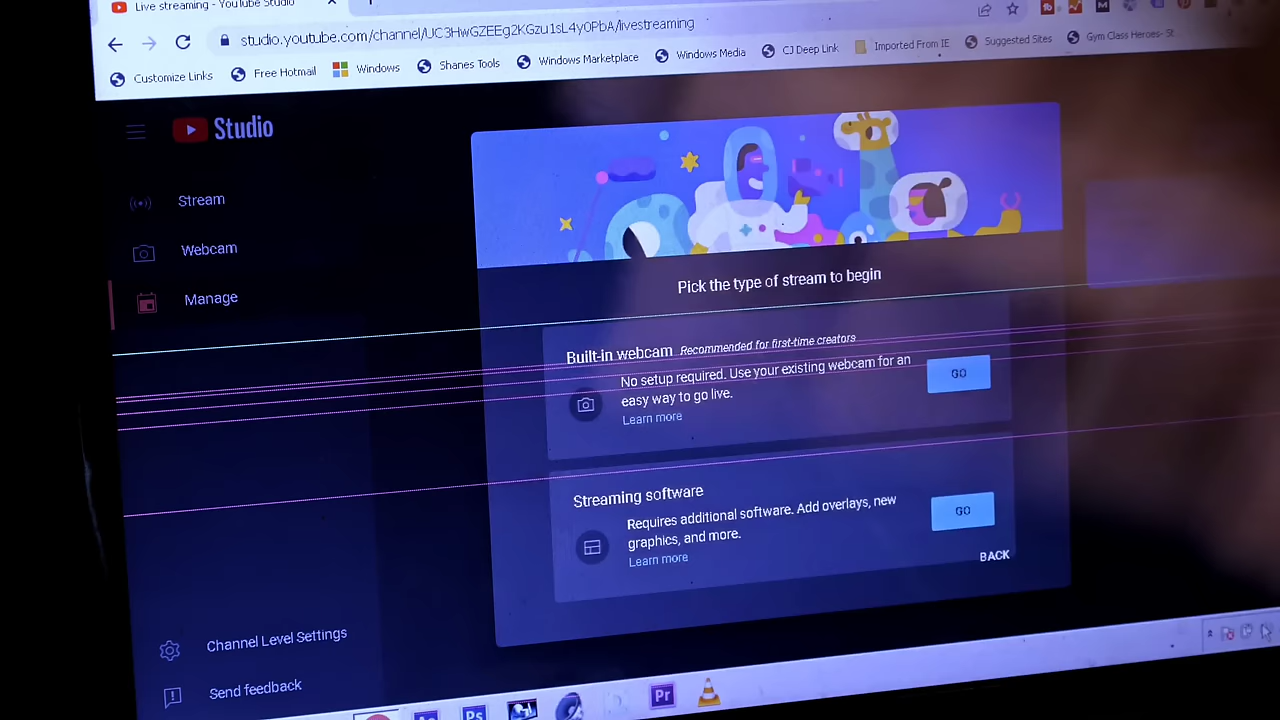 Live streaming - YouTube Studio
studio.youtube.com/channel/UC3HwGZEEg2KGzu1sL4y0PbA/livestreaming
Customize Links Free Hotmail Windows Shanes Tools Windows Marketplace Windows Media CJ Deep Link Imported From IE Suggested Sites Gym Class Heroes- St
Studio
Stream
Webcam
Manage
Pick the type of stream to begin
Built-in webcam Recommended for first-time creators
No setup required. Use your existing webcam for an
easy way to go live.
Learn more
GO
Streaming software
Requires additional software. Add overlays, new
graphics, and more.
Learn more
GO
BACK
Channel Level Settings
Send feedback
Ps Pr